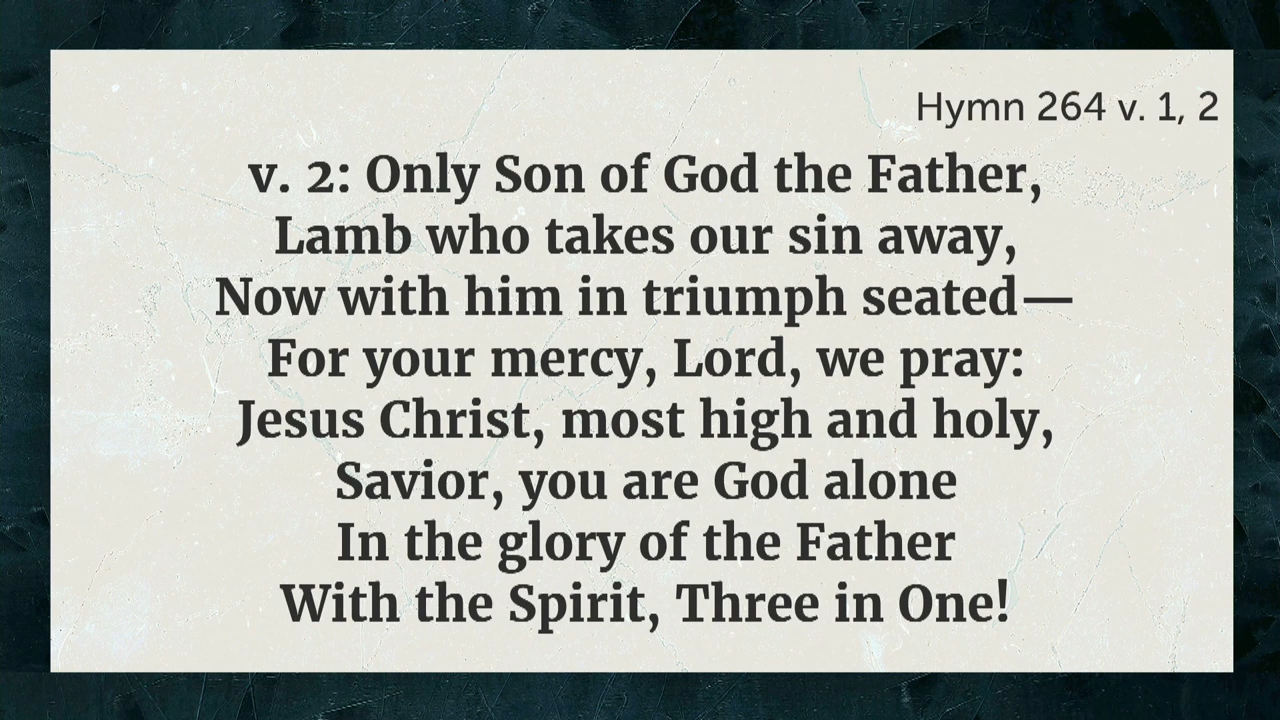 Hymn 264 v. 1, 2
v. 2: Only Son of God the Father,
Lamb who takes our sin away,
Now with him in triumph seated—
For your mercy, Lord, we pray:
Jesus Christ, most high and holy,
Savior, you are God alone
In the glory of the Father
With the Spirit, Three in One!